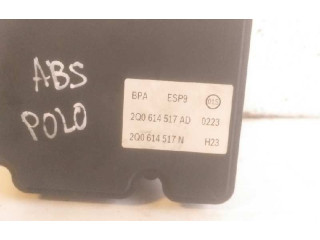 ABS
POLO
BPA ESP9
2Q0 614 517 AD 0223
2Q0 614 517 N H23